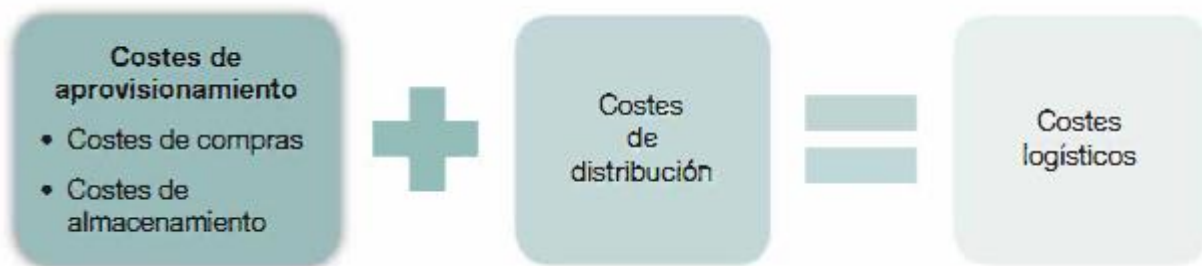 Costes de
aprovisionamiento
• Costes de compras
• Costes de
almacenamiento
Costes
de
distribución
Costes
logísticos